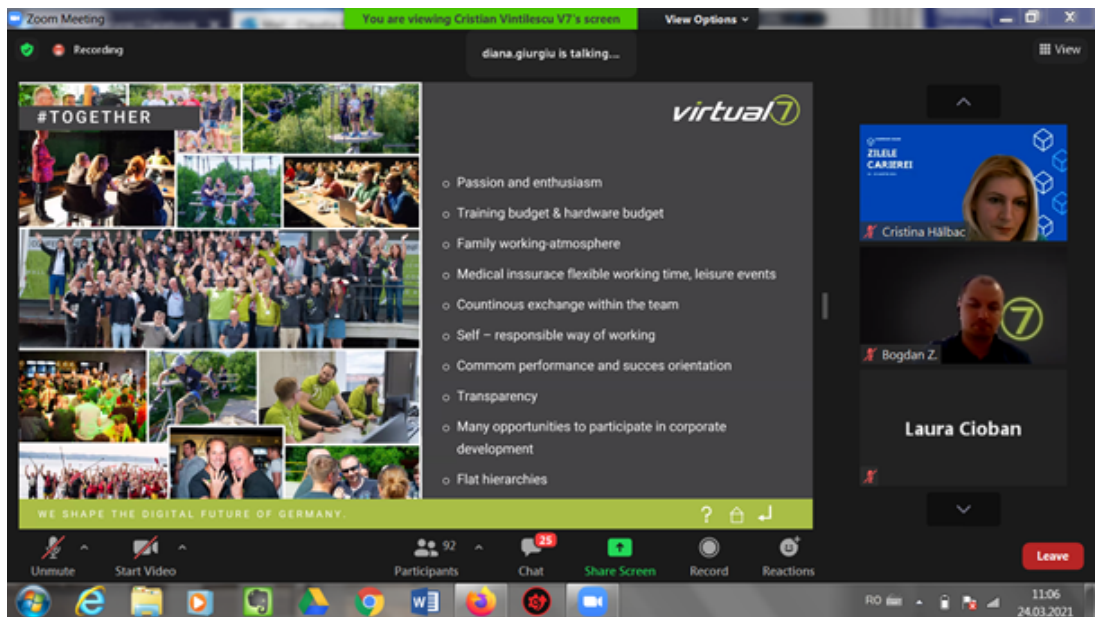 Zoom Meeting
You are viewing Cristian Vintilescu V7's screen
View Options
Recording
diana.giurgiu is talking...
View
#TOGETHER
virtual7
Passion and enthusiasm
Training budget & hardware budget
Family working-atmosphere
Medical inssurace flexible working time, leisure events
Countinous exchange within the team
Self – responsible way of working
Commom performance and succes orientation
Transparency
Many opportunities to participate in corporate
development
Flat hierarchies
WE SHAPE THE DIGITAL FUTURE OF GERMANY.
ZILELE
CARIEREI
Cristina Hălbac
7
Bogdan Z.
Laura Cioban
Unmute
Start Video
92
Participants
25
Chat
Share Screen
Record
Reactions
Leave
RO
11:06
24.03.2021